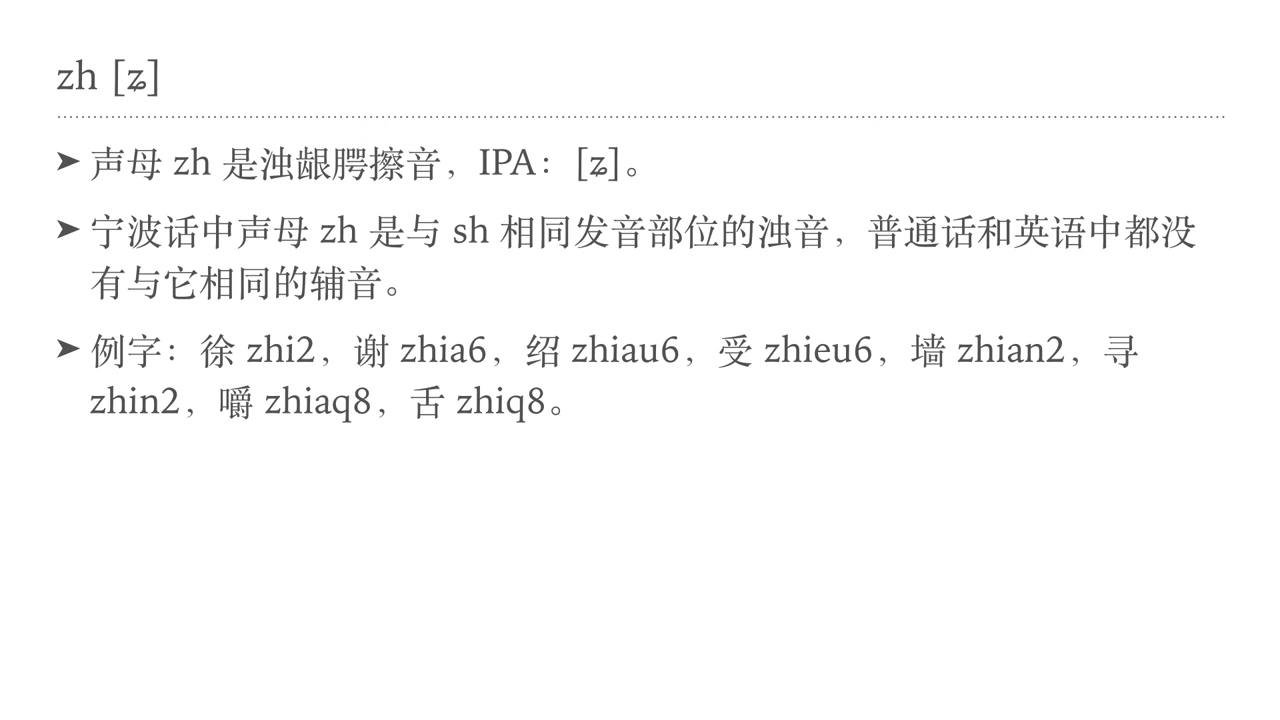 zh [ʑ]
➤ 声母 zh 是浊龈腭擦音，IPA：[ʑ]。
➤ 宁波话中声母 zh 是与 sh 相同发音部位的浊音，普通话和英语中都没
有与它相同的辅音。
➤ 例字：徐 zhi2，谢 zhia6，绍 zhiau6，受 zhieu6，墙 zhian2，寻
zhin2，嚼 zhiaq8，舌 zhiq8。